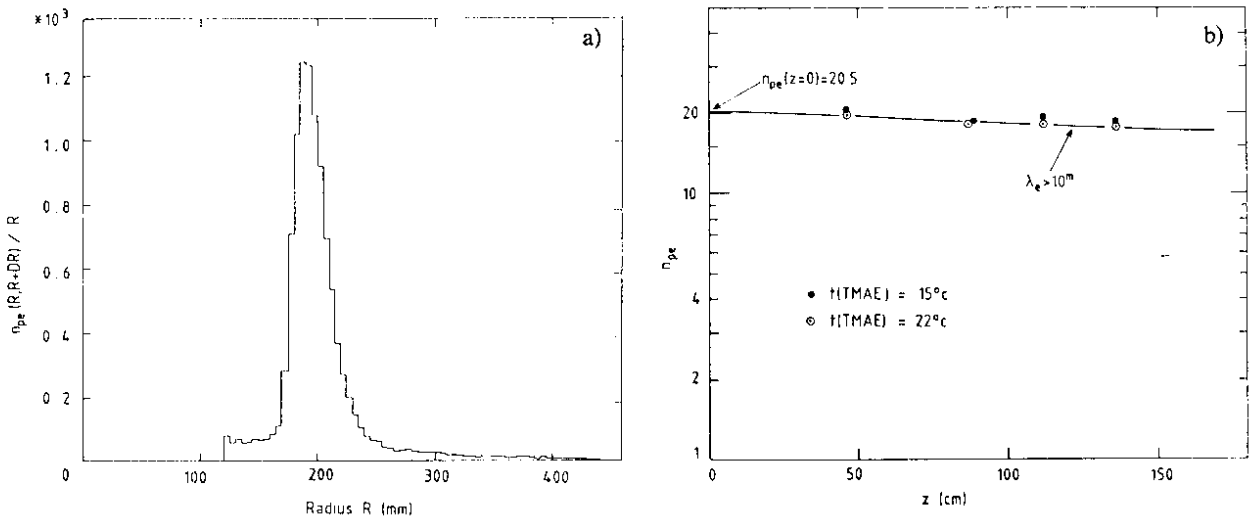 *10³
a)
1.2
1.0
0.8
0.6
0.4
0 2
0
100
200
300
400
n_pe (R,R+DR) / R
Radius R (mm)
b)
n_pe(z=0)=20 5
20
10
4
2
1
n_pe
λ_e >10ᵐ
t(TMAE) = 15°c
t(TMAE) = 22°c
0
50
100
150
z (cm)